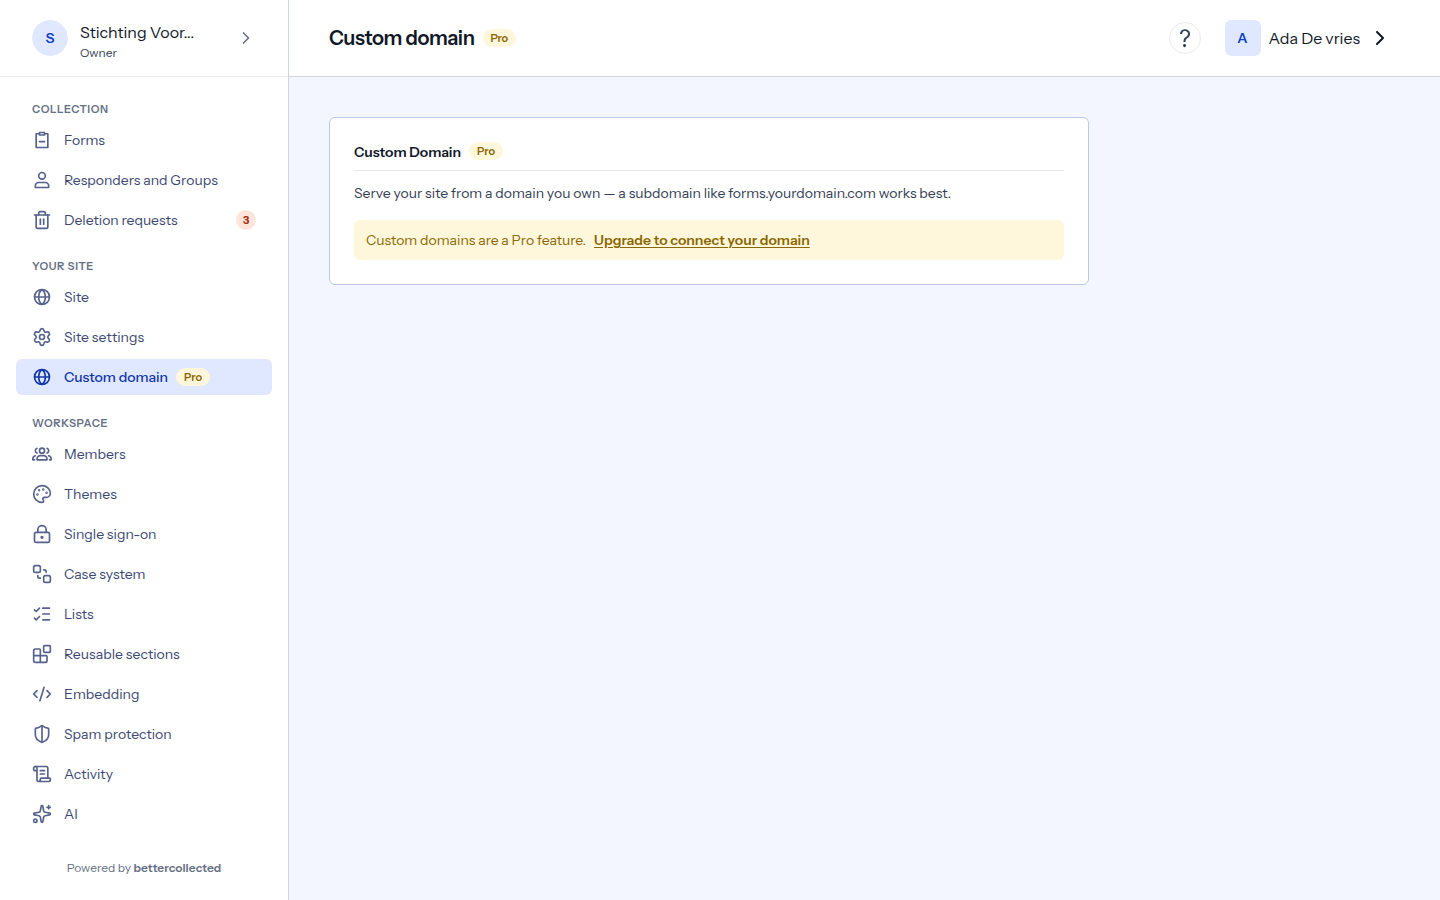 S
Stichting Voor...
Owner
Custom domain
Pro
?
A
Ada De vries
COLLECTION
Forms
Responders and Groups
Deletion requests
3
YOUR SITE
Site
Site settings
Custom domain
Pro
WORKSPACE
Members
Themes
Single sign-on
Case system
Lists
Reusable sections
Embedding
Spam protection
Activity
AI
Powered by bettercollected
Custom Domain
Pro
Serve your site from a domain you own — a subdomain like forms.yourdomain.com works best.
Custom domains are a Pro feature. Upgrade to connect your domain